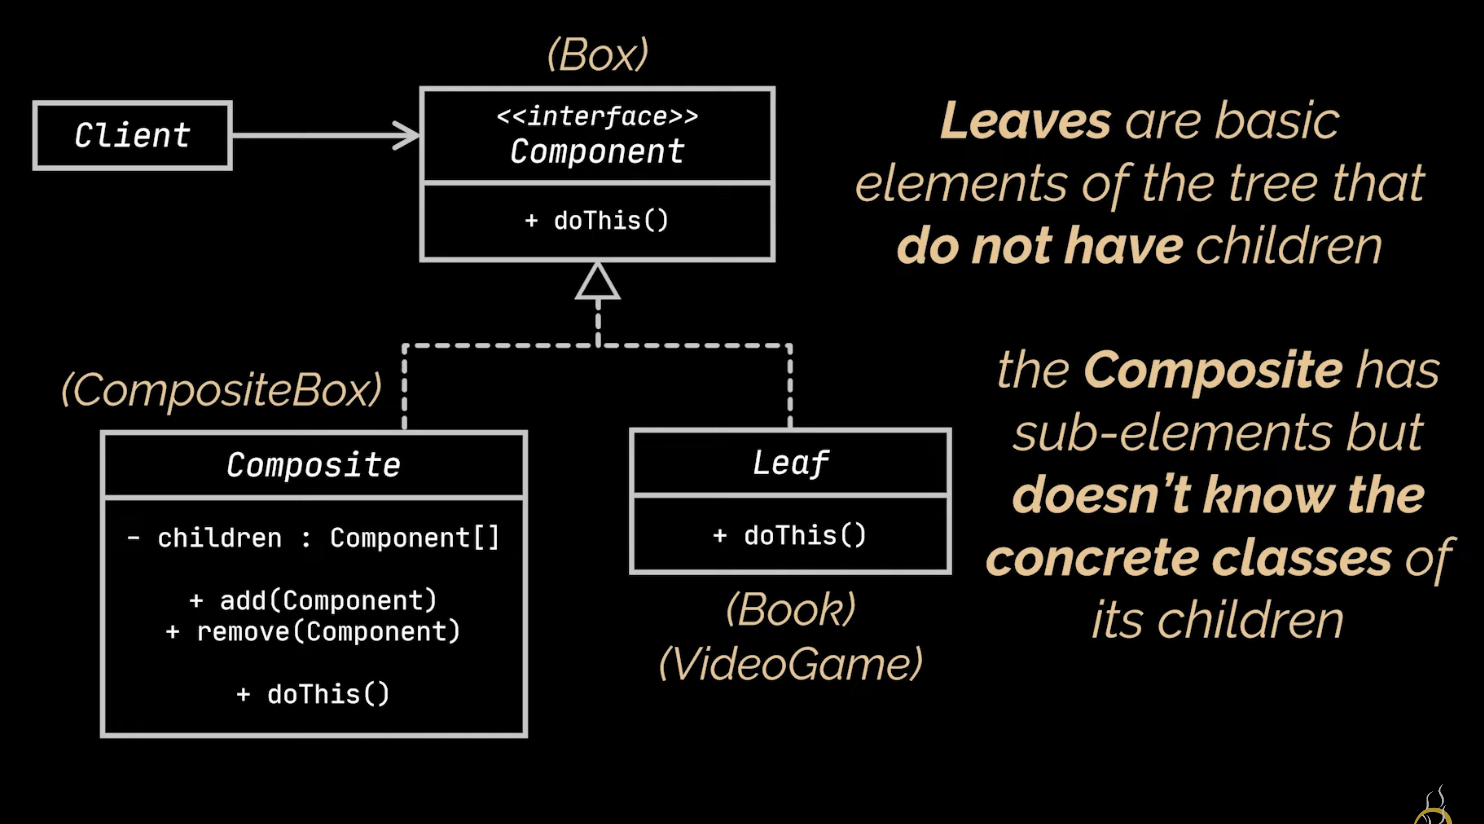 (Box)
Client
<<interface>>
Component
+ doThis()
Leaves are basic
elements of the tree that
do not have children
(CompositeBox)
Composite
- children : Component[]
+ add(Component)
+ remove(Component)
+ doThis()
Leaf
+ doThis()
(Book)
(VideoGame)
the Composite has
sub-elements but
doesn't know the
concrete classes of
its children